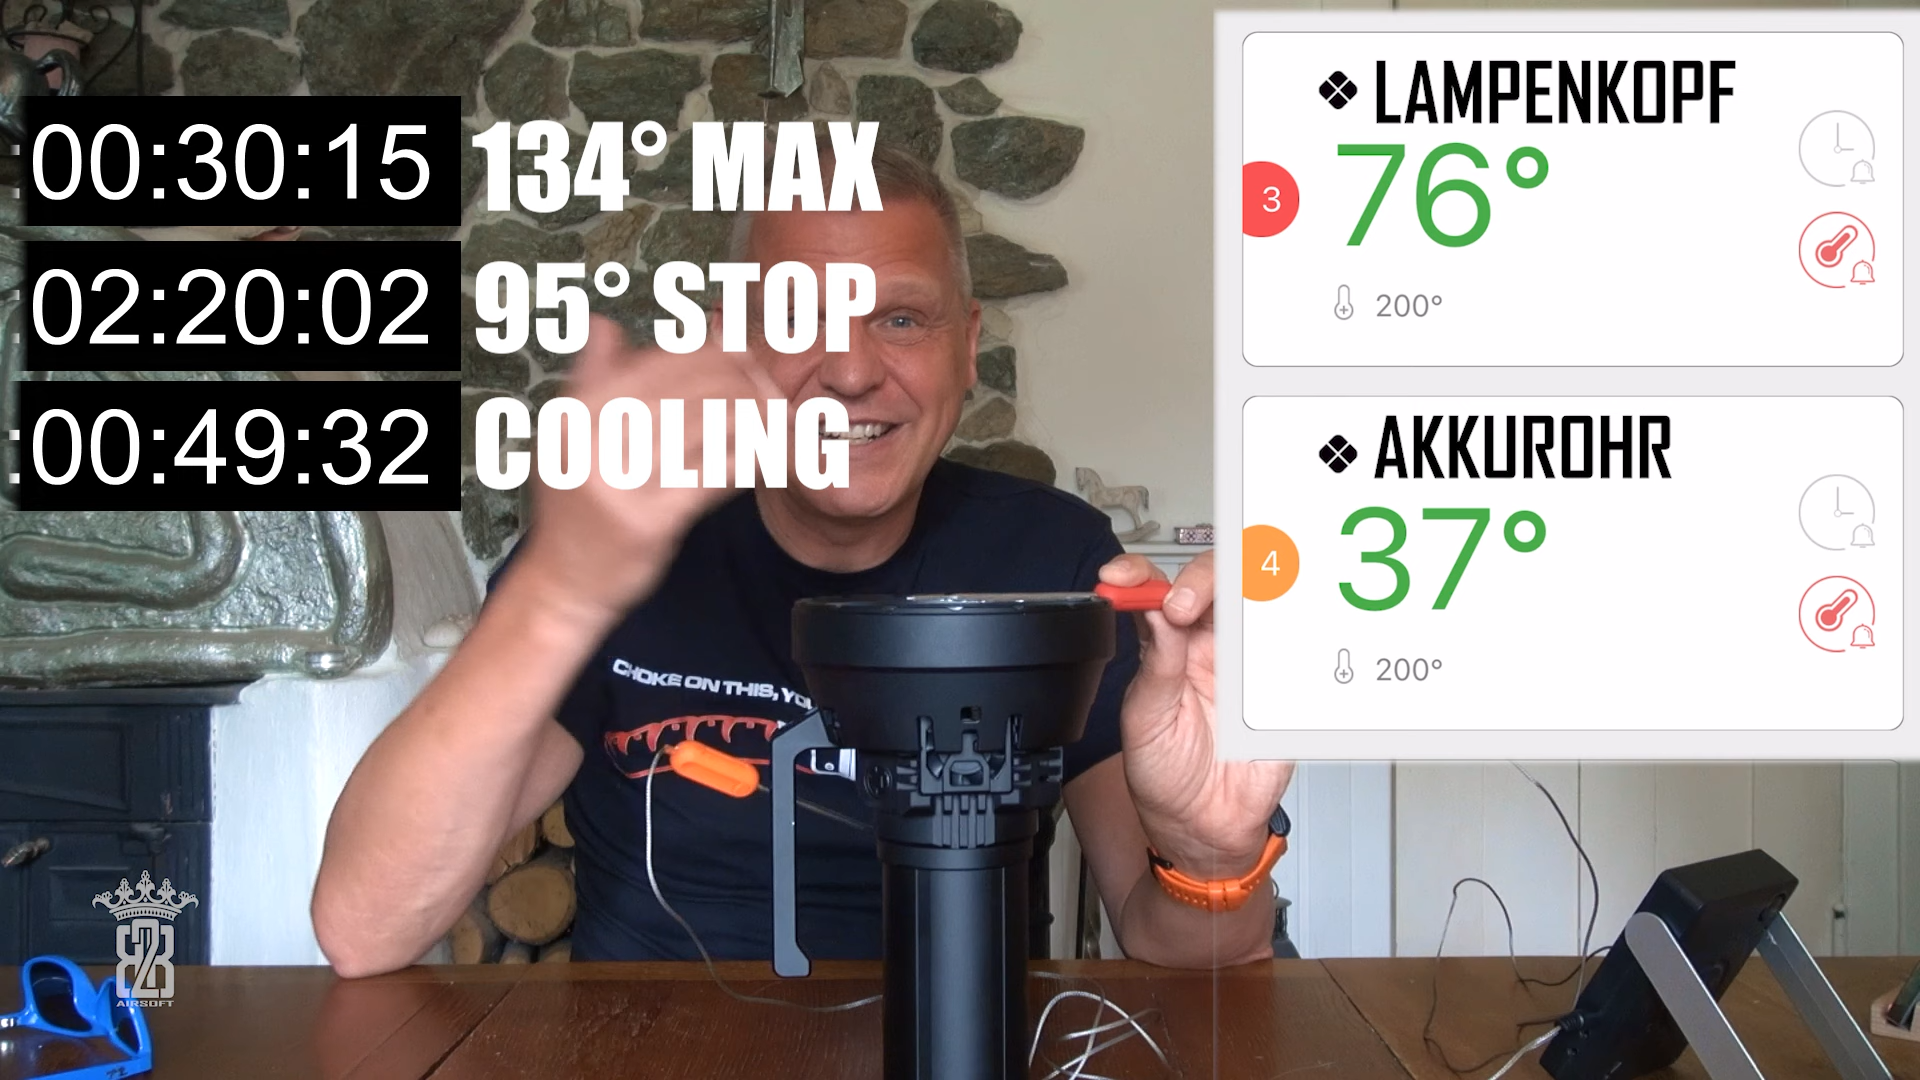 :00:30:15 134° MAX
:02:20:02 95° STOP
:00:49:32 COOLING
LAMPENKOPF
3
76°
200°
AKKUROHR
4
37°
200°
CHOKE ON THIS, YOU
AIRSOFT